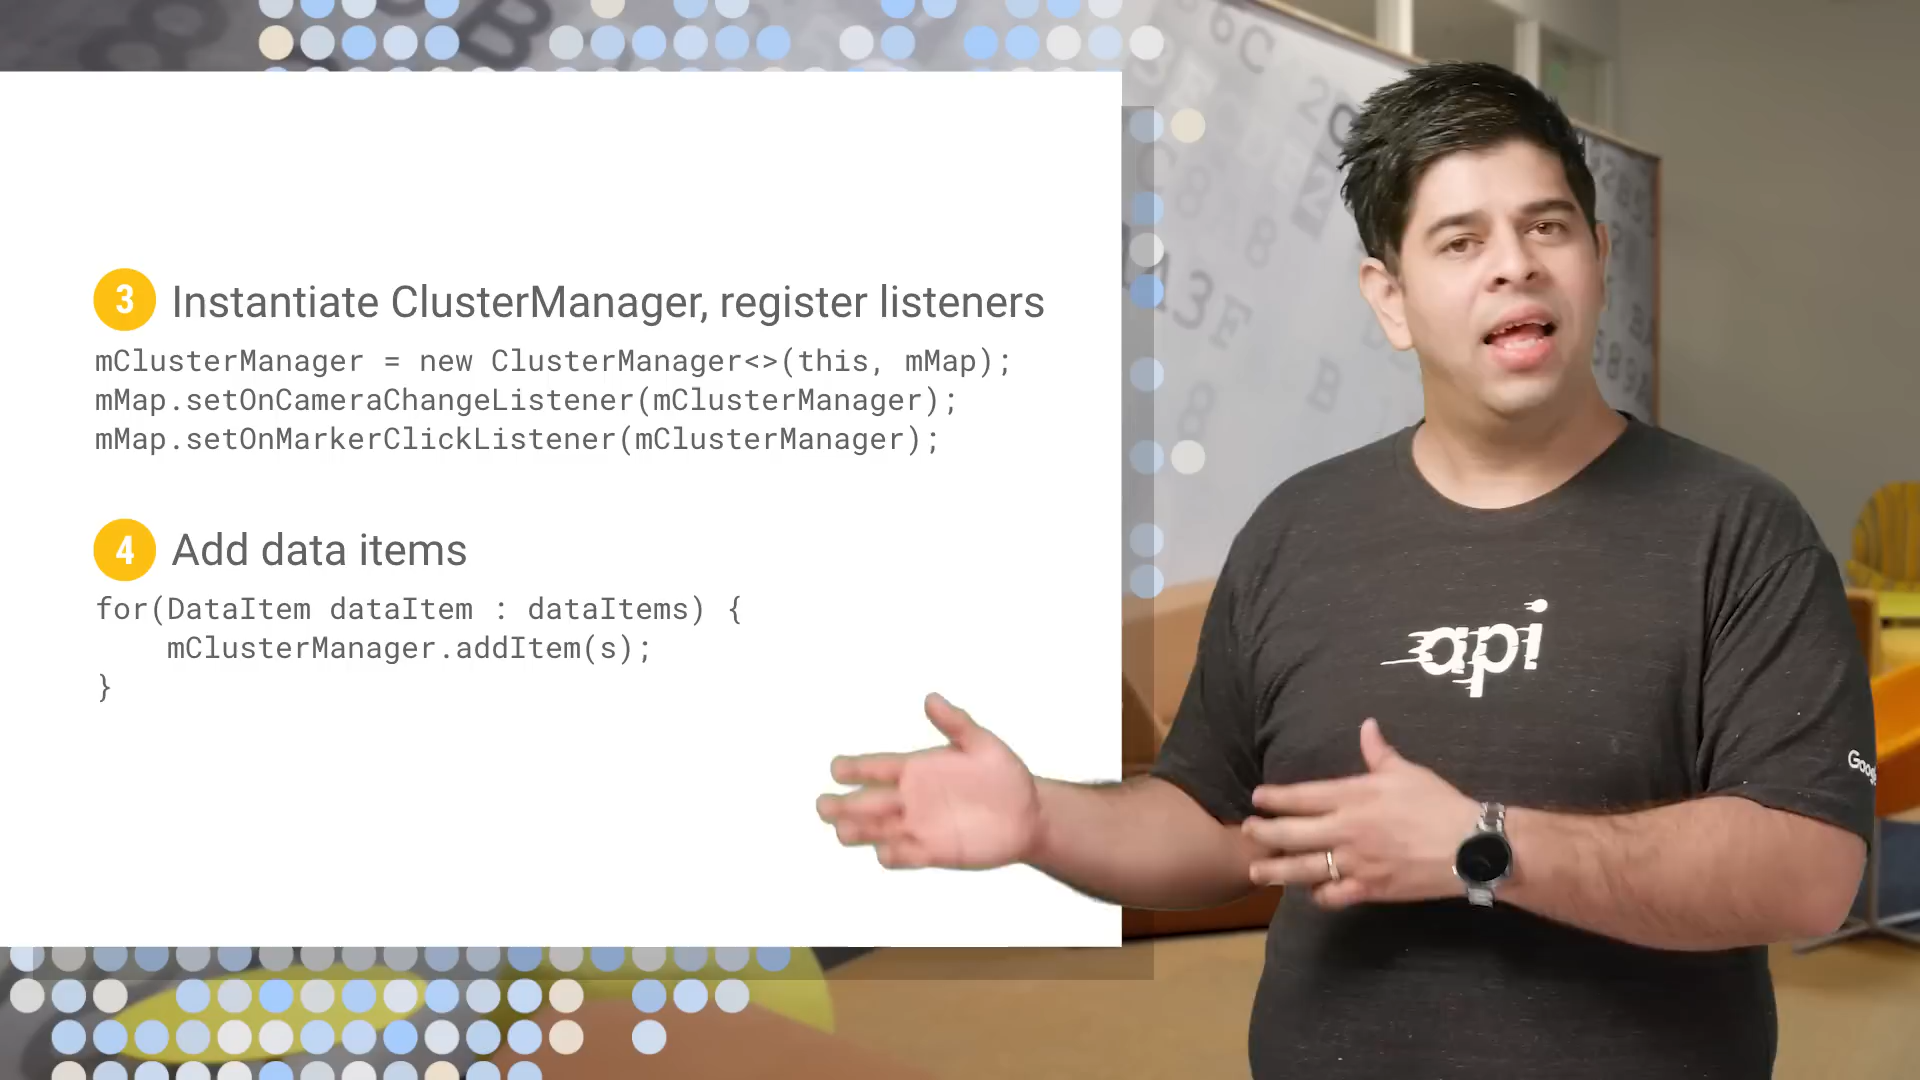 3 Instantiate ClusterManager, register listeners
mClusterManager = new ClusterManager<>(this, mMap);
mMap.setOnCameraChangeListener(mClusterManager);
mMap.setOnMarkerClickListener(mClusterManager);
4 Add data items
for(DataItem dataItem : dataItems) {
mClusterManager.addItem(s);
}
api